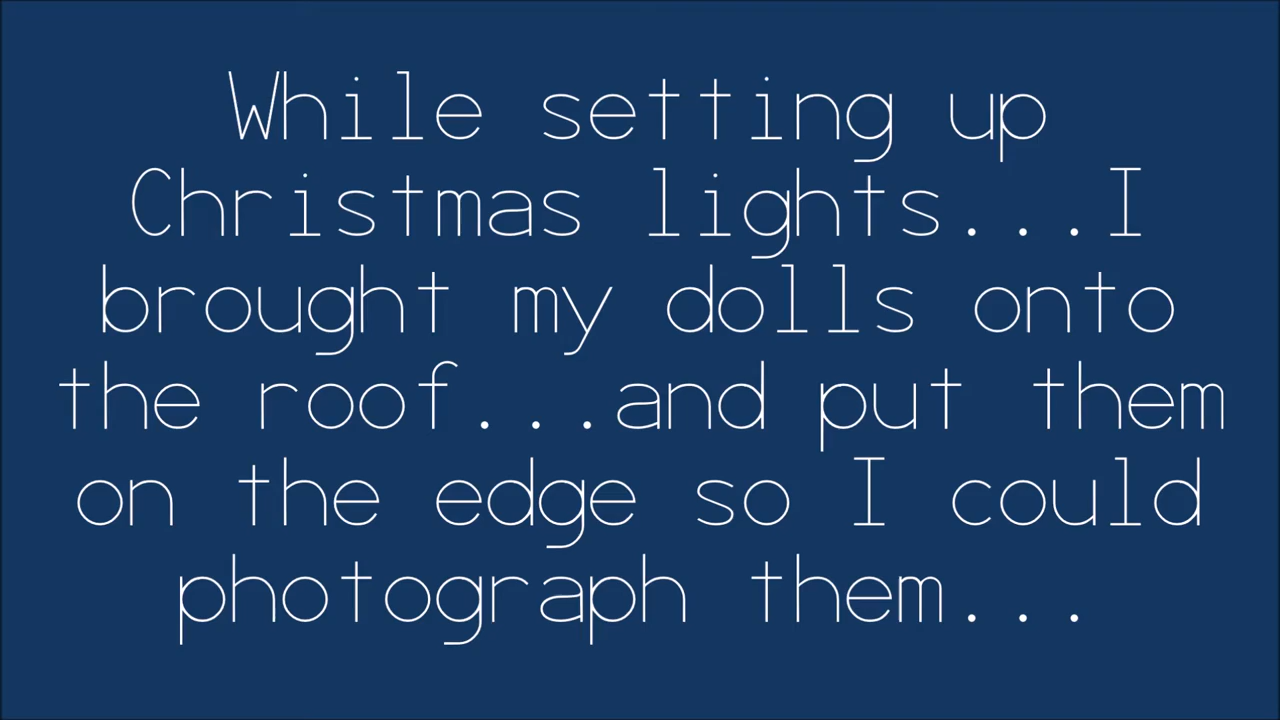 While setting up
Christmas lights...I
brought my dolls onto
the roof...and put them
on the edge so I could
photograph them...